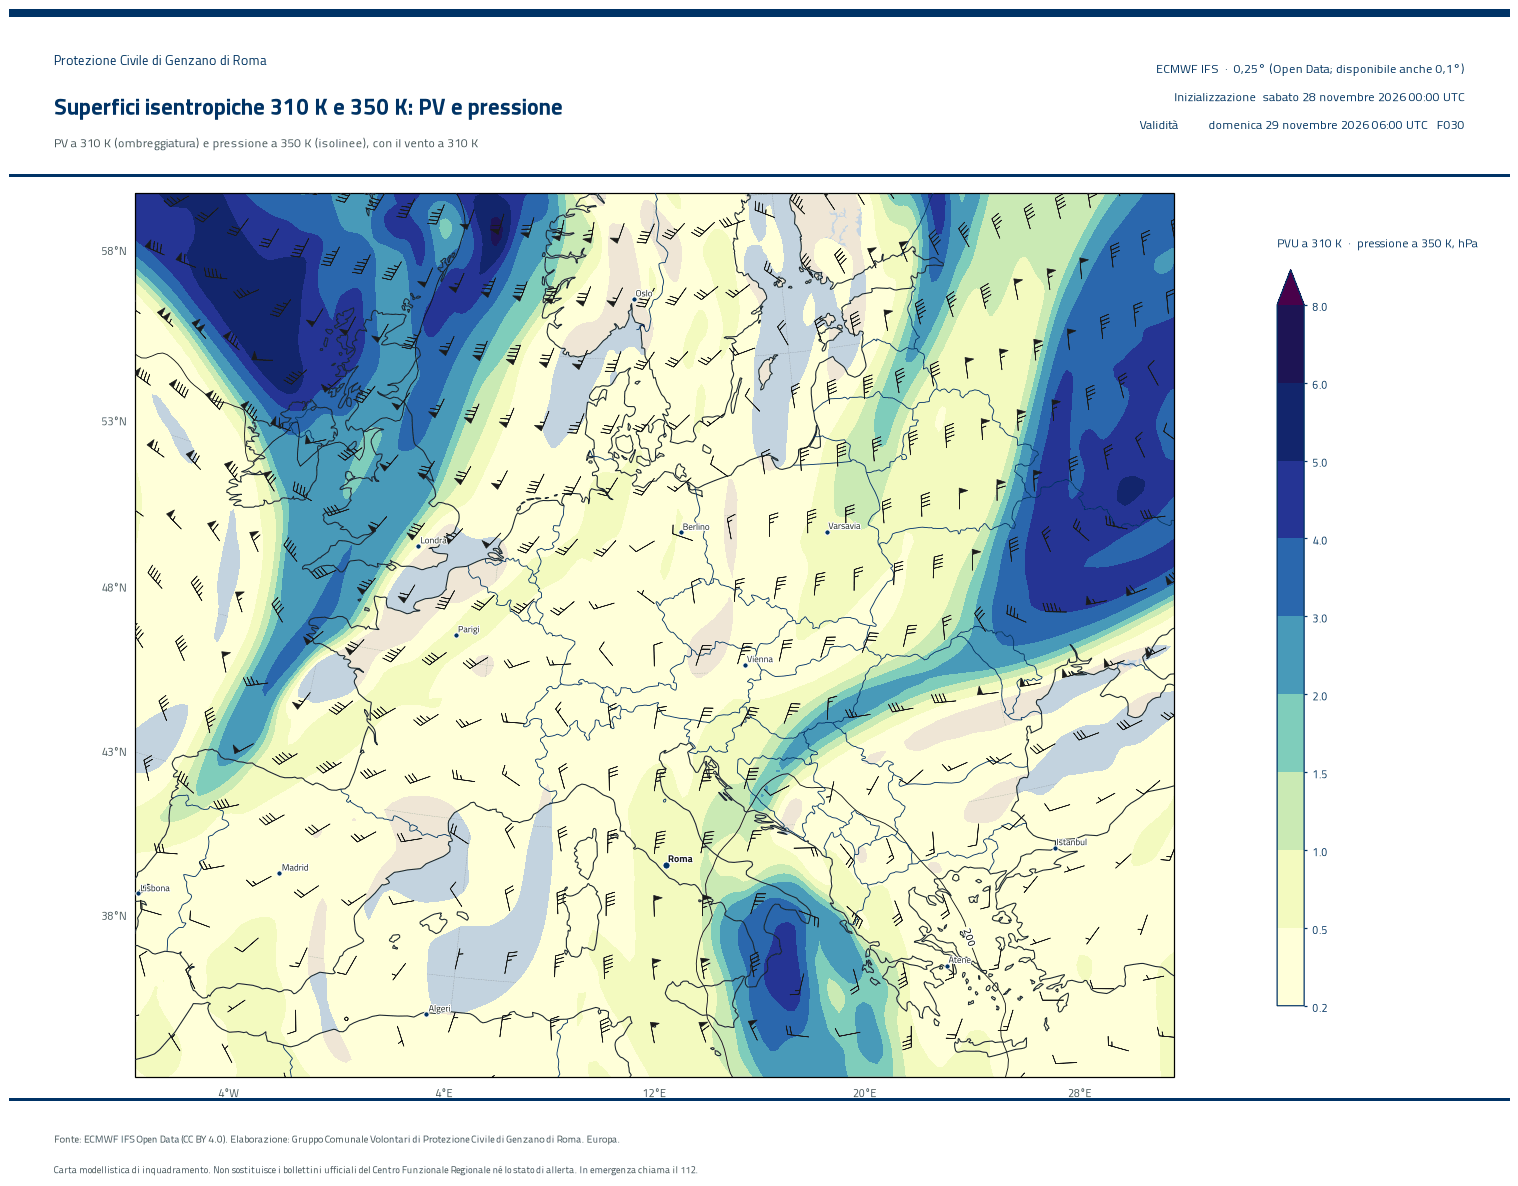 Protezione Civile di Genzano di Roma
Superfici isentropiche 310 K e 350 K: PV e pressione
PV a 310 K (ombreggiatura) e pressione a 350 K (isolinee), con il vento a 310 K
ECMWF IFS · 0,25° (Open Data; disponibile anche 0,1°)
Inizializzazione sabato 28 novembre 2026 00:00 UTC
Validità domenica 29 novembre 2026 06:00 UTC F030
PVU a 310 K · pressione a 350 K, hPa
8.0
6.0
5.0
4.0
3.0
2.0
1.5
1.0
0.5
0.2
58°N
53°N
48°N
43°N
38°N
4°W
4°E
12°E
20°E
28°E
Oslo
Londra
Berlino
Varsavia
Parigi
Vienna
Roma
Madrid
Lisbona
Istanbul
Atene
Algeri
200
Fonte: ECMWF IFS Open Data (CC BY 4.0). Elaborazione: Gruppo Comunale Volontari di Protezione Civile di Genzano di Roma. Europa.
Carta modellistica di inquadramento. Non sostituisce i bollettini ufficiali del Centro Funzionale Regionale né lo stato di allerta. In emergenza chiama il 112.